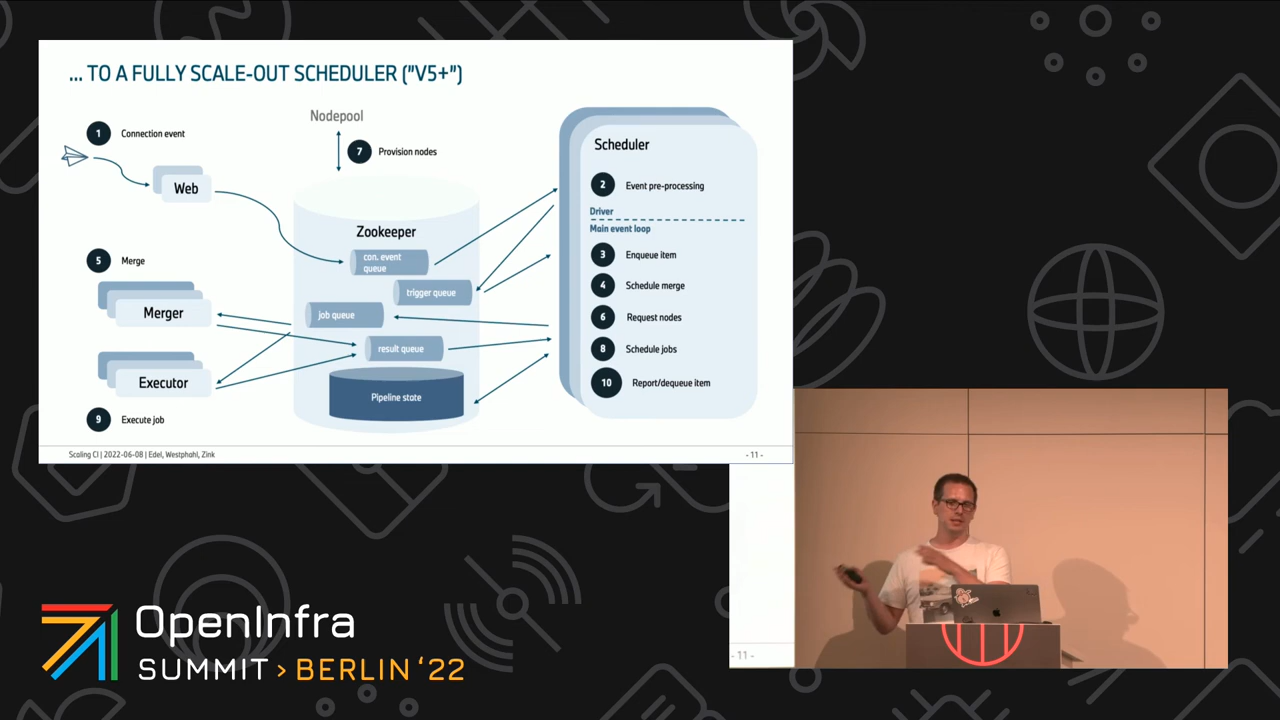 ... TO A FULLY SCALE-OUT SCHEDULER ("V5+")
Nodepool
1
Connection event
7
Provision nodes
Web
Zookeeper
con. event
queue
trigger queue
job queue
result queue
Pipeline state
5
Merge
Merger
Executor
9
Execute job
Scheduler
2
Event pre-processing
Driver
Main event loop
3
Enqueue item
4
Schedule merge
6
Request nodes
8
Schedule jobs
10
Report/dequeue item
Scaling CI | 2022-06-08 | Edel, Westphahl, Zink
- 11 -
- 11 -
OpenInfra
SUMMIT > BERLIN ‘22